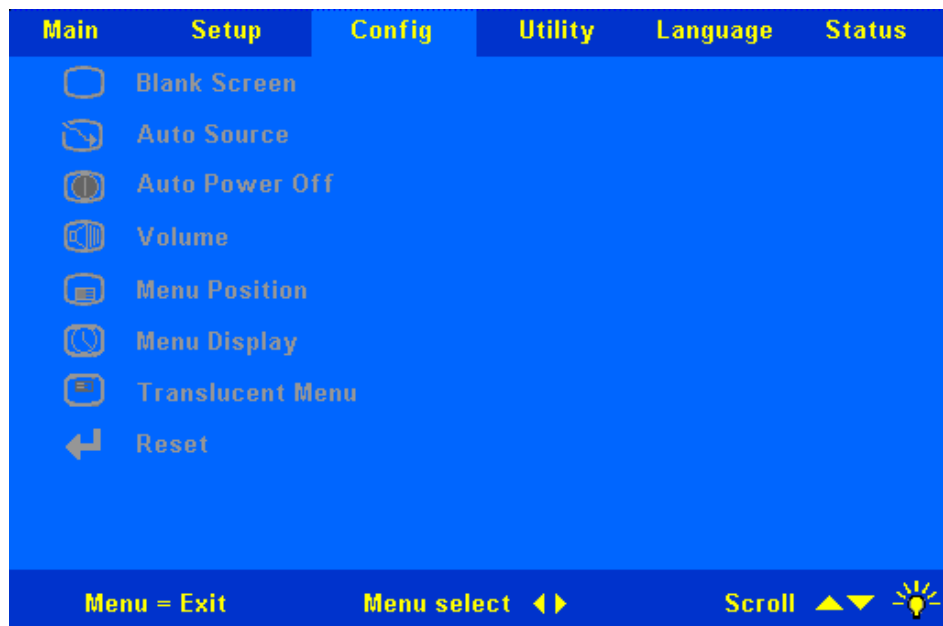 Main Setup Config Utility Language Status
Blank Screen
Auto Source
Auto Power Off
Volume
Menu Position
Menu Display
Translucent Menu
Reset
Menu = Exit Menu select Scroll